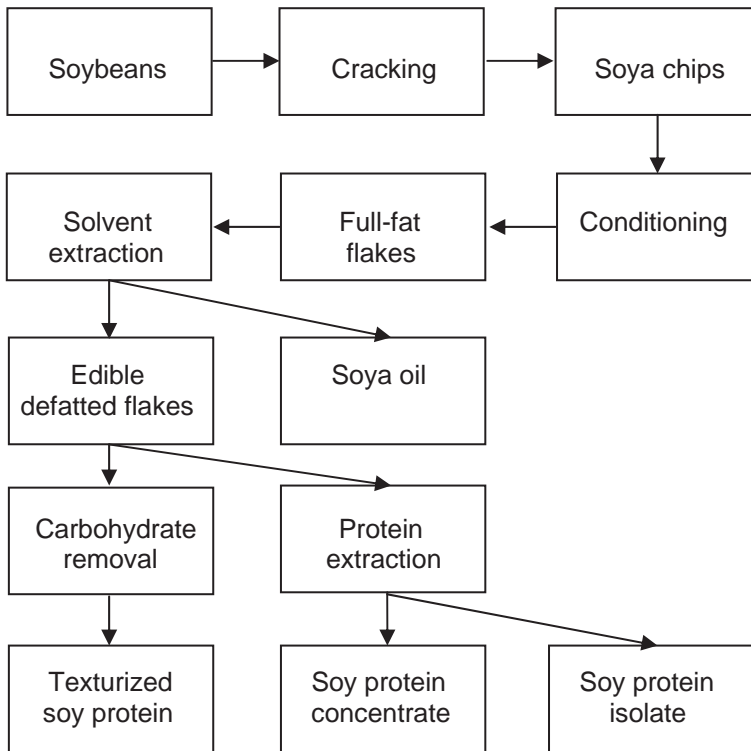 Soybeans
Cracking
Soya chips
Solvent
extraction
Full-fat
flakes
Conditioning
Edible
defatted flakes
Soya oil
Carbohydrate
removal
Protein
extraction
Texturized
soy protein
Soy protein
concentrate
Soy protein
isolate